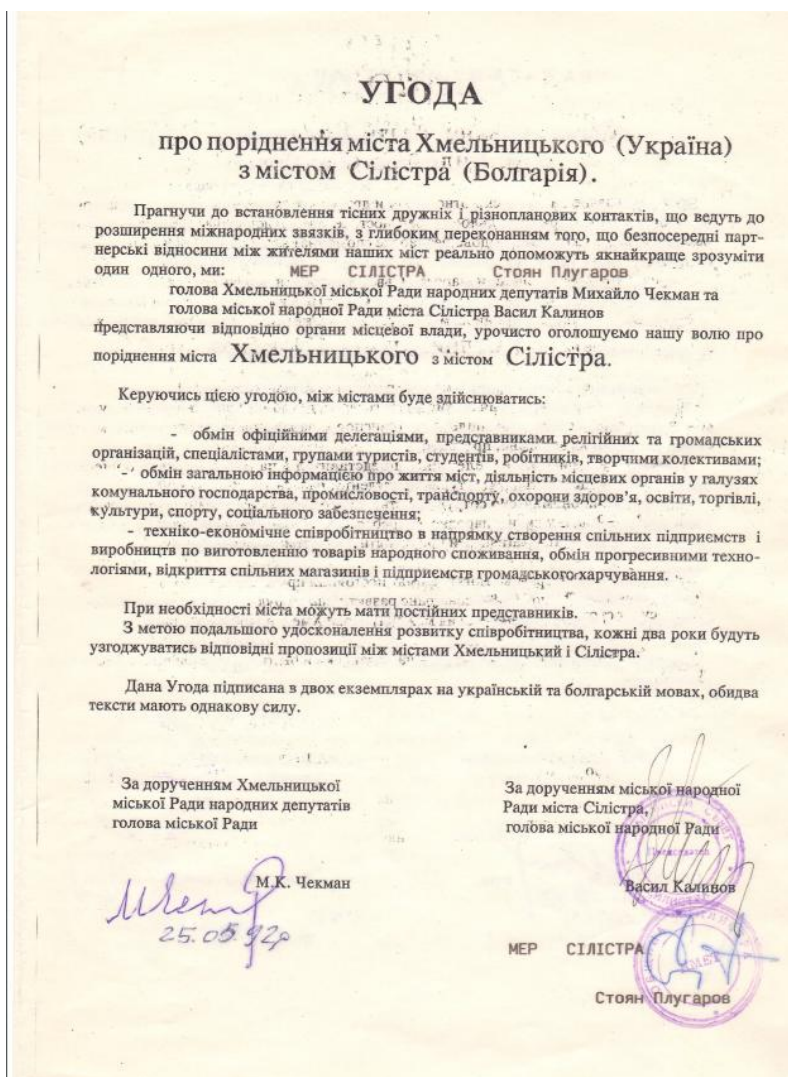 УГОДА
про поріднення міста Хмельницького (Україна)
з містом Сілістра (Болгарія).
Прагнучи до встановлення тісних дружніх і різнопланових контактів, що ведуть до
розширення міжнародних звязків, з глибоким переконанням того, що безпосередні парт-
нерські відносини між жителями наших міст реально допоможуть якнайкраще зрозуміти
один одного, ми: МЕР СІЛІСТРА Стоян Плугаров
голова Хмельницької міської Ради народних депутатів Михайло Чекман та
голова міської народної Ради міста Сілістра Васил Калинов
представляючи відповідно органи місцевої влади, урочисто оголошуємо нашу волю про
поріднення міста Хмельницького з містом Сілістра.
Керуючись цією угодою, між містами буде здійснюватись:
- обмін офіційними делегаціями, представниками релігійних та громадських
організацій, спеціалістами, групами туристів, студентів, робітників, творчими колективами;
- обмін загальною інформацією про життя міст, діяльність місцевих органів у галузях
комунального господарства, промисловості, транспорту, охорони здоров’я, освіти, торгівлі,
культури, спорту, соціального забезпечення;
- техніко-економічне співробітництво в напрямку створення спільних підприємств і
виробництв по виготовленню товарів народного споживання, обмін прогресивними техно-
логіями, відкриття спільних магазинів і підприємств громадського харчування.
При необхідності міста можуть мати постійних представників.
З метою подальшого удосконалення розвитку співробітництва, кожні два роки будуть
узгоджуватись відповідні пропозиції між містами Хмельницький і Сілістра.
Дана Угода підписана в двох екземплярах на українській та болгарській мовах, обидва
тексти мають однакову силу.
За дорученням Хмельницької
міської Ради народних депутатів
голова міської Ради
М.К. Чекман
25.05.92р
За дорученням міської народної
Ради міста Сілістра,
голова міської народної Ради
Васил Калинов
МЕР СІЛІСТРА
Стоян Плугаров